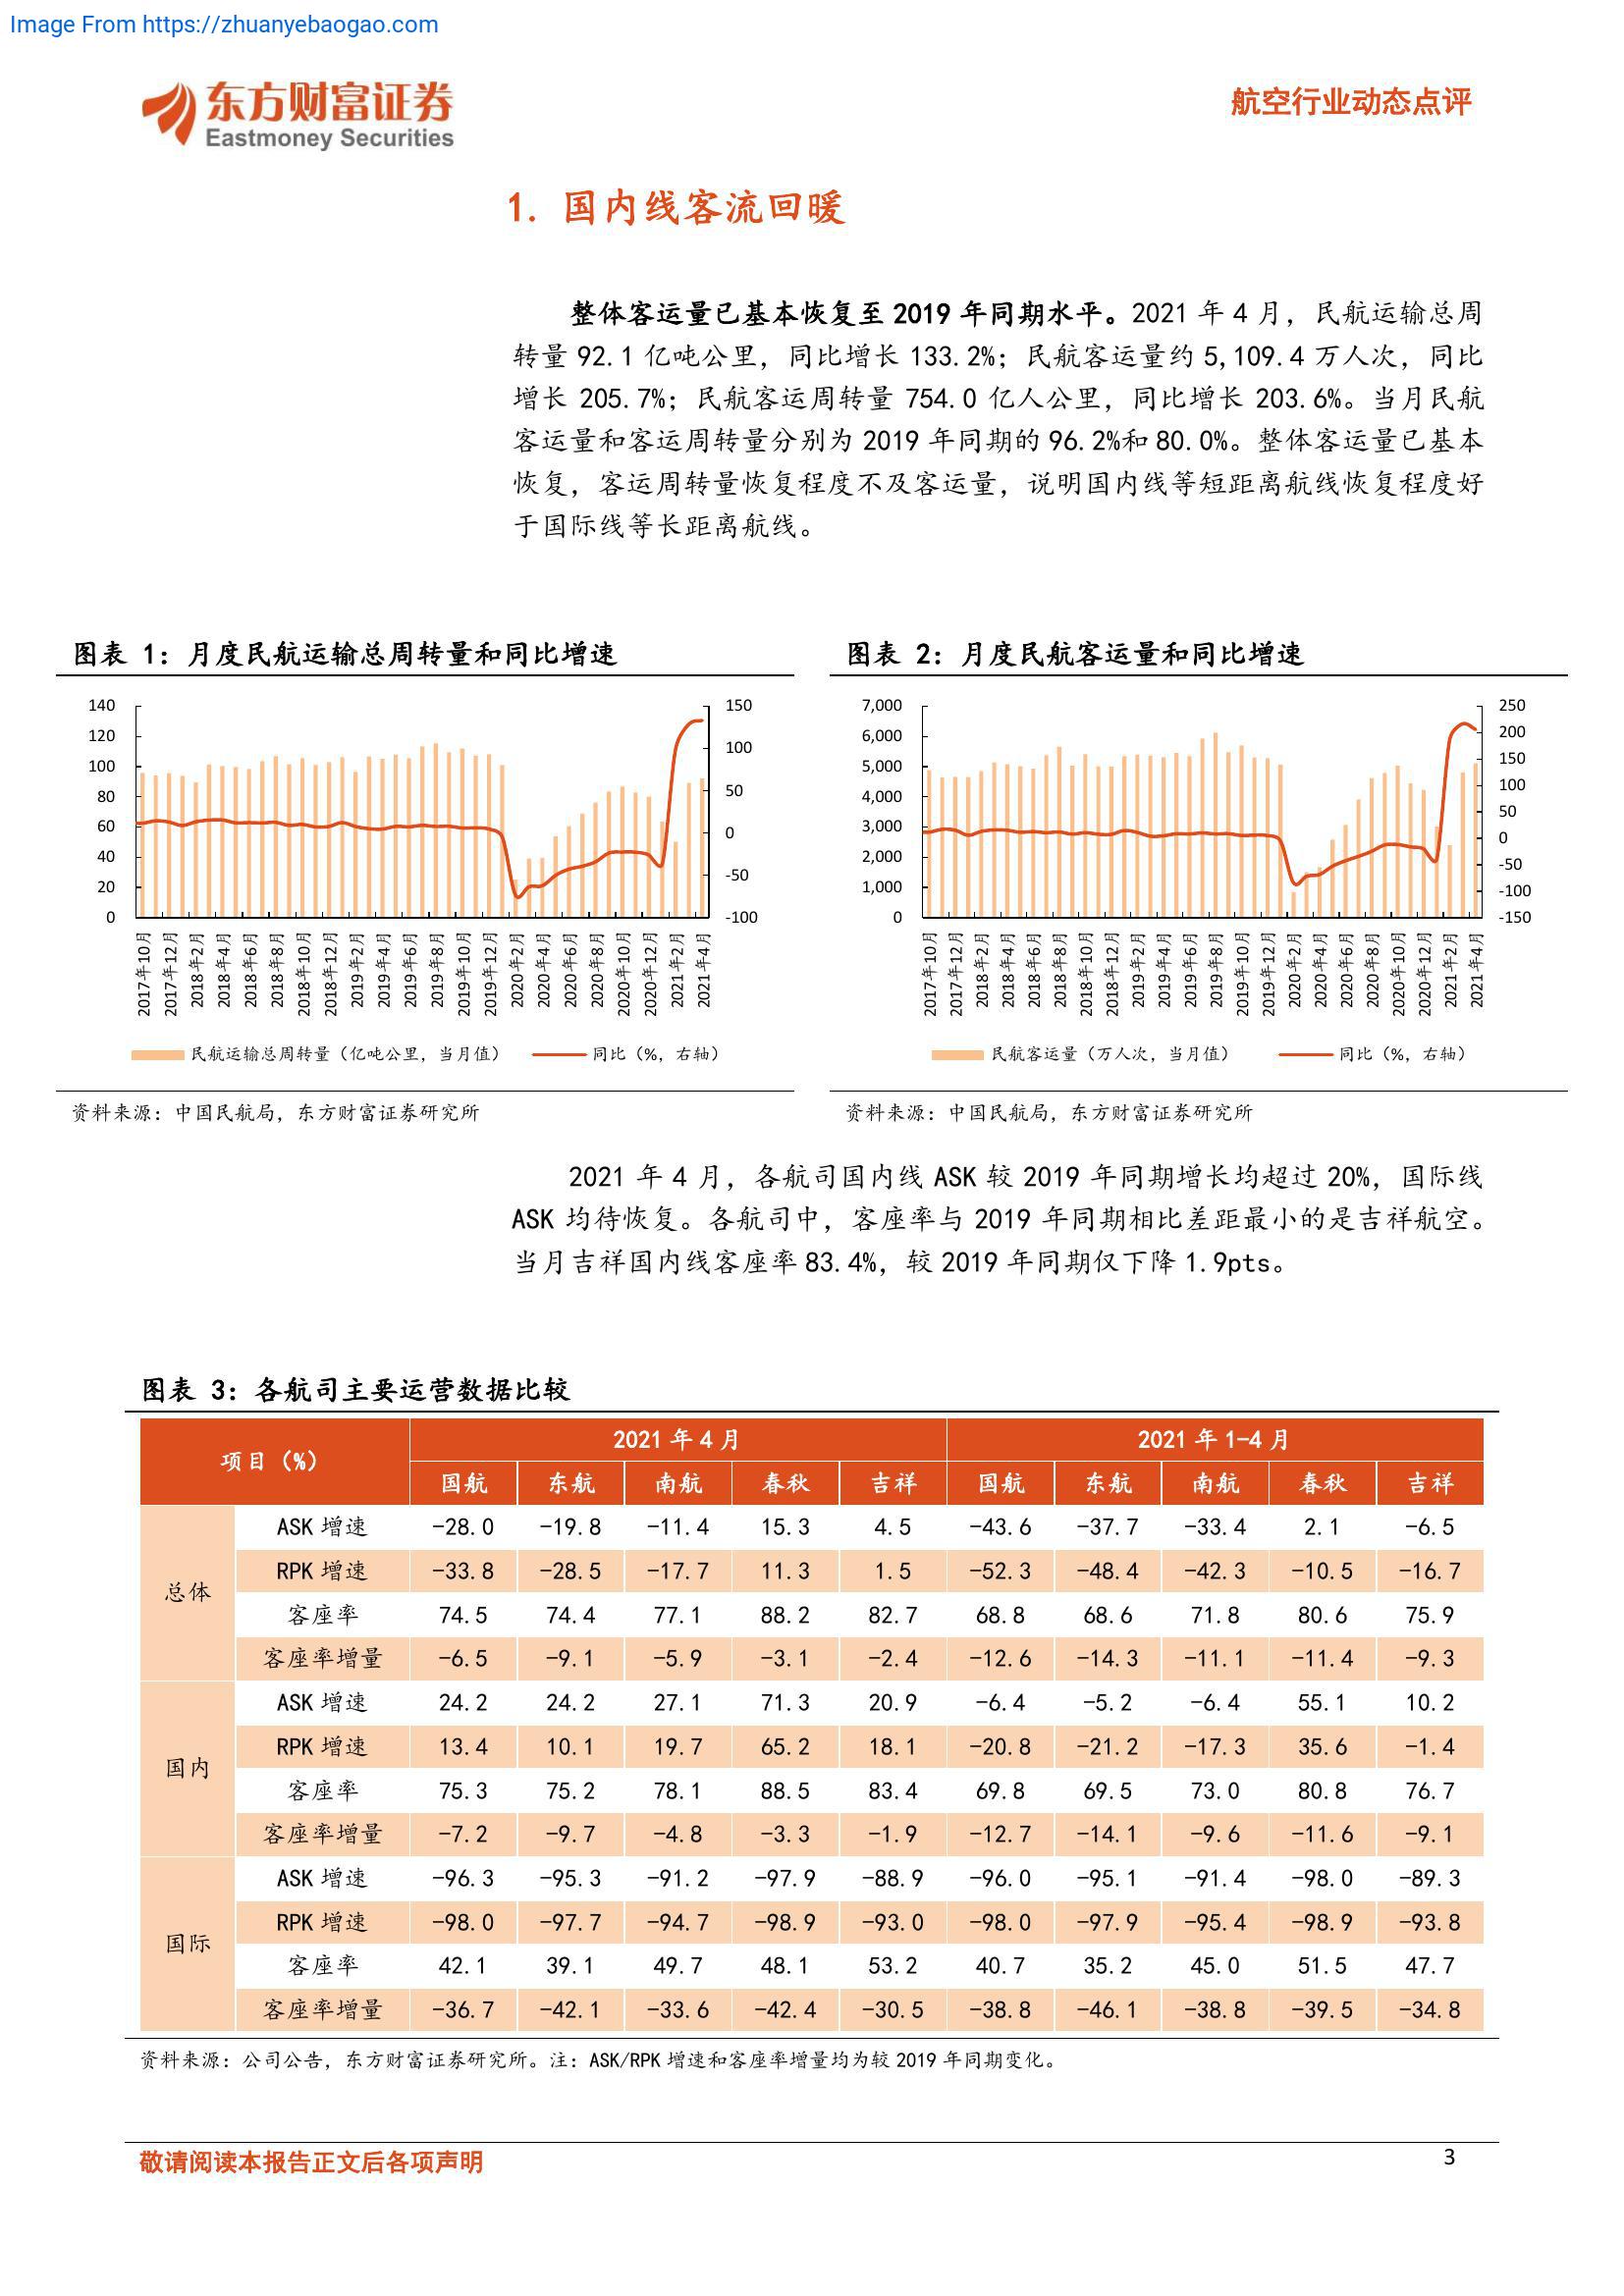 Image From https://zhuanyebaogao.com
东方财富证券
Eastmoney Securities
航空行业动态点评
1. 国内线客流回暖
整体客运量已基本恢复至 2019 年同期水平。2021 年 4 月，民航运输总周
转量 92.1 亿吨公里，同比增长 133.2%；民航客运量约 5,109.4 万人次，同比
增长 205.7%；民航客运周转量 754.0 亿人公里，同比增长 203.6%。当月民航
客运量和客运周转量分别为 2019 年同期的 96.2%和 80.0%。整体客运量已基本
恢复，客运周转量恢复程度不及客运量，说明国内线等短距离航线恢复程度好
于国际线等长距离航线。
图表 1：月度民航运输总周转量和同比增速
140
120
100
80
60
40
20
0
150
100
50
0
-50
-100
2017年10月
2017年12月
2018年2月
2018年4月
2018年6月
2018年8月
2018年10月
2018年12月
2019年2月
2019年4月
2019年6月
2019年8月
2019年10月
2019年12月
2020年2月
2020年4月
2020年6月
2020年8月
2020年10月
2020年12月
2021年2月
2021年4月
民航运输总周转量（亿吨公里，当月值） 同比（%，右轴）
资料来源：中国民航局，东方财富证券研究所
图表 2：月度民航客运量和同比增速
7,000
6,000
5,000
4,000
3,000
2,000
1,000
0
250
200
150
100
50
0
-50
-100
-150
2017年10月
2017年12月
2018年2月
2018年4月
2018年6月
2018年8月
2018年10月
2018年12月
2019年2月
2019年4月
2019年6月
2019年8月
2019年10月
2019年12月
2020年2月
2020年4月
2020年6月
2020年8月
2020年10月
2020年12月
2021年2月
2021年4月
民航客运量（万人次，当月值） 同比（%，右轴）
资料来源：中国民航局，东方财富证券研究所
2021 年 4 月，各航司国内线 ASK 较 2019 年同期增长均超过 20%，国际线
ASK 均待恢复。各航司中，客座率与 2019 年同期相比差距最小的是吉祥航空。
当月吉祥国内线客座率 83.4%，较 2019 年同期仅下降 1.9pts。
图表 3：各航司主要运营数据比较
项目（%） 2021 年 4 月 2021 年 1-4 月
国航 东航 南航 春秋 吉祥 国航 东航 南航 春秋 吉祥
总体
ASK 增速 -28.0 -19.8 -11.4 15.3 4.5 -43.6 -37.7 -33.4 2.1 -6.5
RPK 增速 -33.8 -28.5 -17.7 11.3 1.5 -52.3 -48.4 -42.3 -10.5 -16.7
客座率 74.5 74.4 77.1 88.2 82.7 68.8 68.6 71.8 80.6 75.9
客座率增量 -6.5 -9.1 -5.9 -3.1 -2.4 -12.6 -14.3 -11.1 -11.4 -9.3
国内
ASK 增速 24.2 24.2 27.1 71.3 20.9 -6.4 -5.2 -6.4 55.1 10.2
RPK 增速 13.4 10.1 19.7 65.2 18.1 -20.8 -21.2 -17.3 35.6 -1.4
客座率 75.3 75.2 78.1 88.5 83.4 69.8 69.5 73.0 80.8 76.7
客座率增量 -7.2 -9.7 -4.8 -3.3 -1.9 -12.7 -14.1 -9.6 -11.6 -9.1
国际
ASK 增速 -96.3 -95.3 -91.2 -97.9 -88.9 -96.0 -95.1 -91.4 -98.0 -89.3
RPK 增速 -98.0 -97.7 -94.7 -98.9 -93.0 -98.0 -97.9 -95.4 -98.9 -93.8
客座率 42.1 39.1 49.7 48.1 53.2 40.7 35.2 45.0 51.5 47.7
客座率增量 -36.7 -42.1 -33.6 -42.4 -30.5 -38.8 -46.1 -38.8 -39.5 -34.8
资料来源：公司公告，东方财富证券研究所。注：ASK/RPK 增速和客座率增量均为较 2019 年同期变化。
敬请阅读本报告正文后各项声明
3